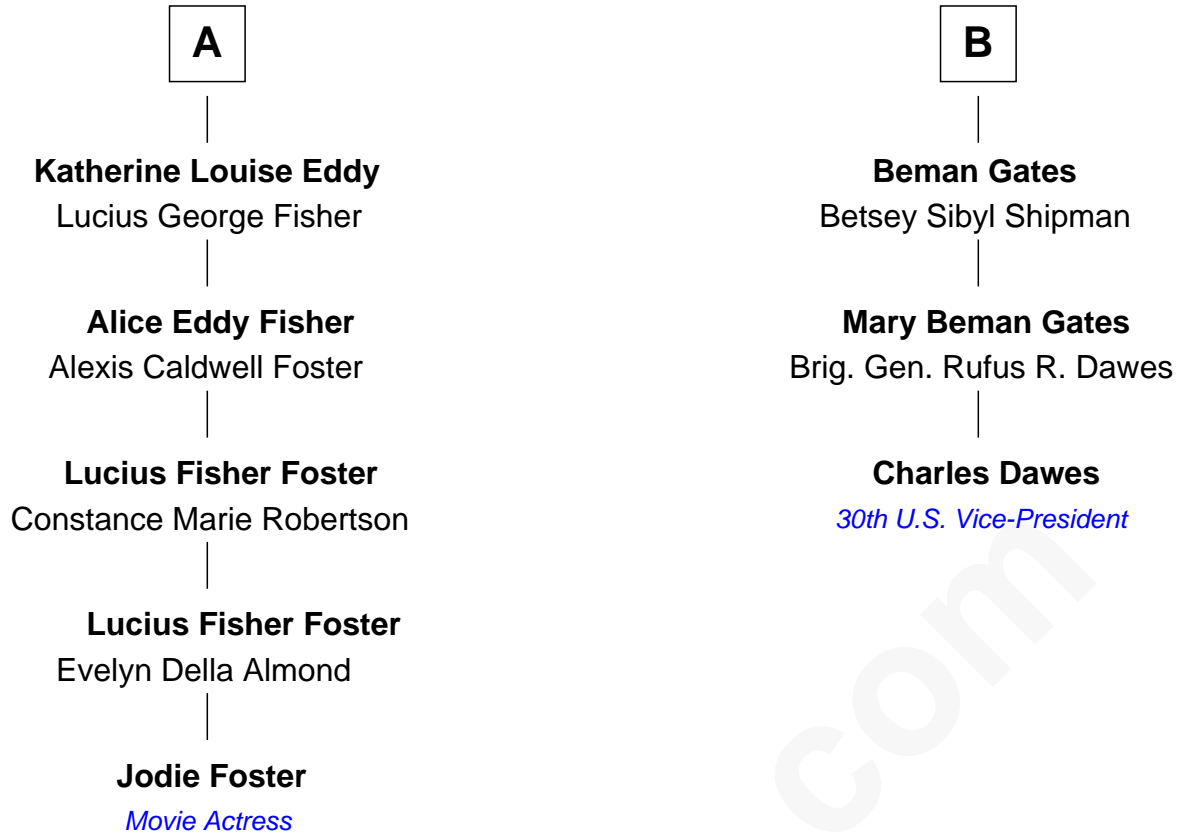 A
Katherine Louise Eddy
Lucius George Fisher
Alice Eddy Fisher
Alexis Caldwell Foster
Lucius Fisher Foster
Constance Marie Robertson
Lucius Fisher Foster
Evelyn Della Almond
Jodie Foster
Movie Actress
B
Beman Gates
Betsey Sibyl Shipman
Mary Beman Gates
Brig. Gen. Rufus R. Dawes
Charles Dawes
30th U.S. Vice-President
com